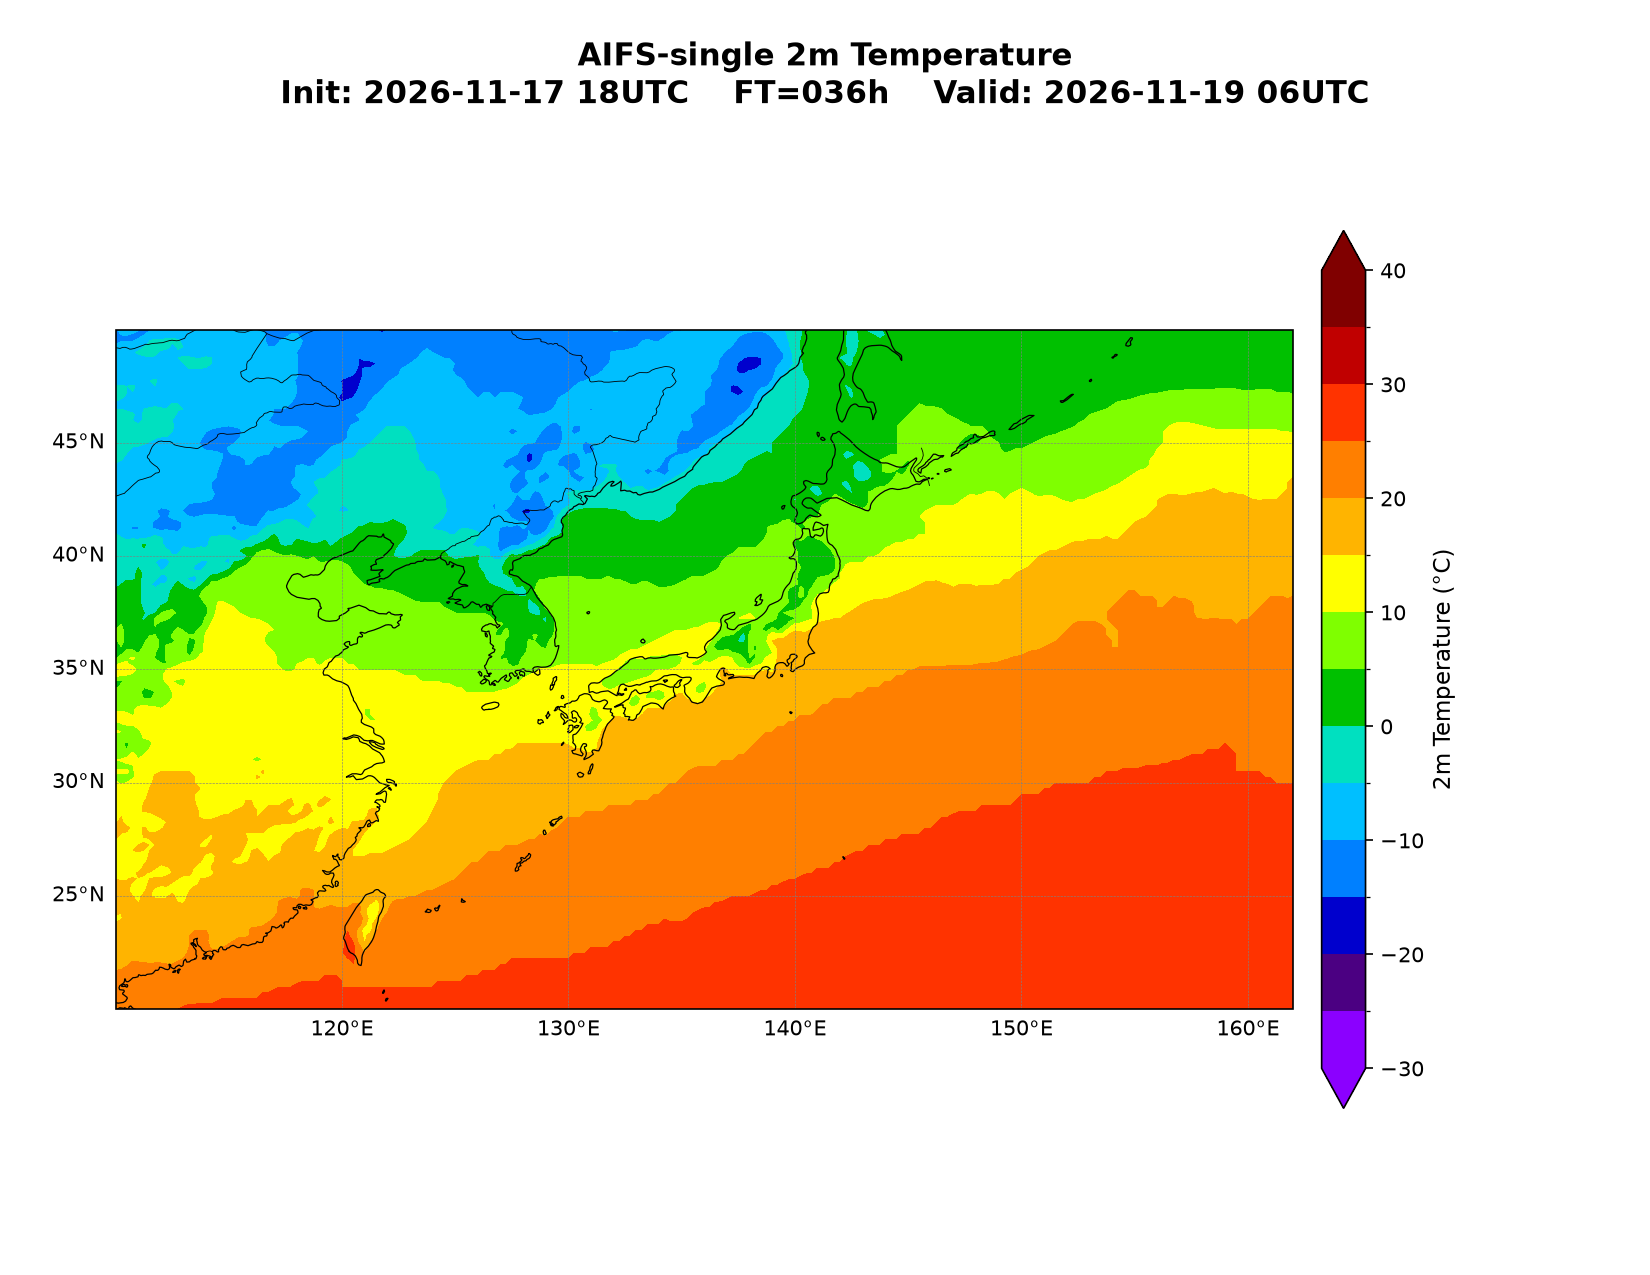 AIFS-single 2m Temperature
Init: 2026-11-17 18UTC    FT=036h    Valid: 2026-11-19 06UTC
45°N
40°N
35°N
30°N
25°N
120°E
130°E
140°E
150°E
160°E
40
30
20
10
0
−10
−20
−30
2m Temperature (°C)